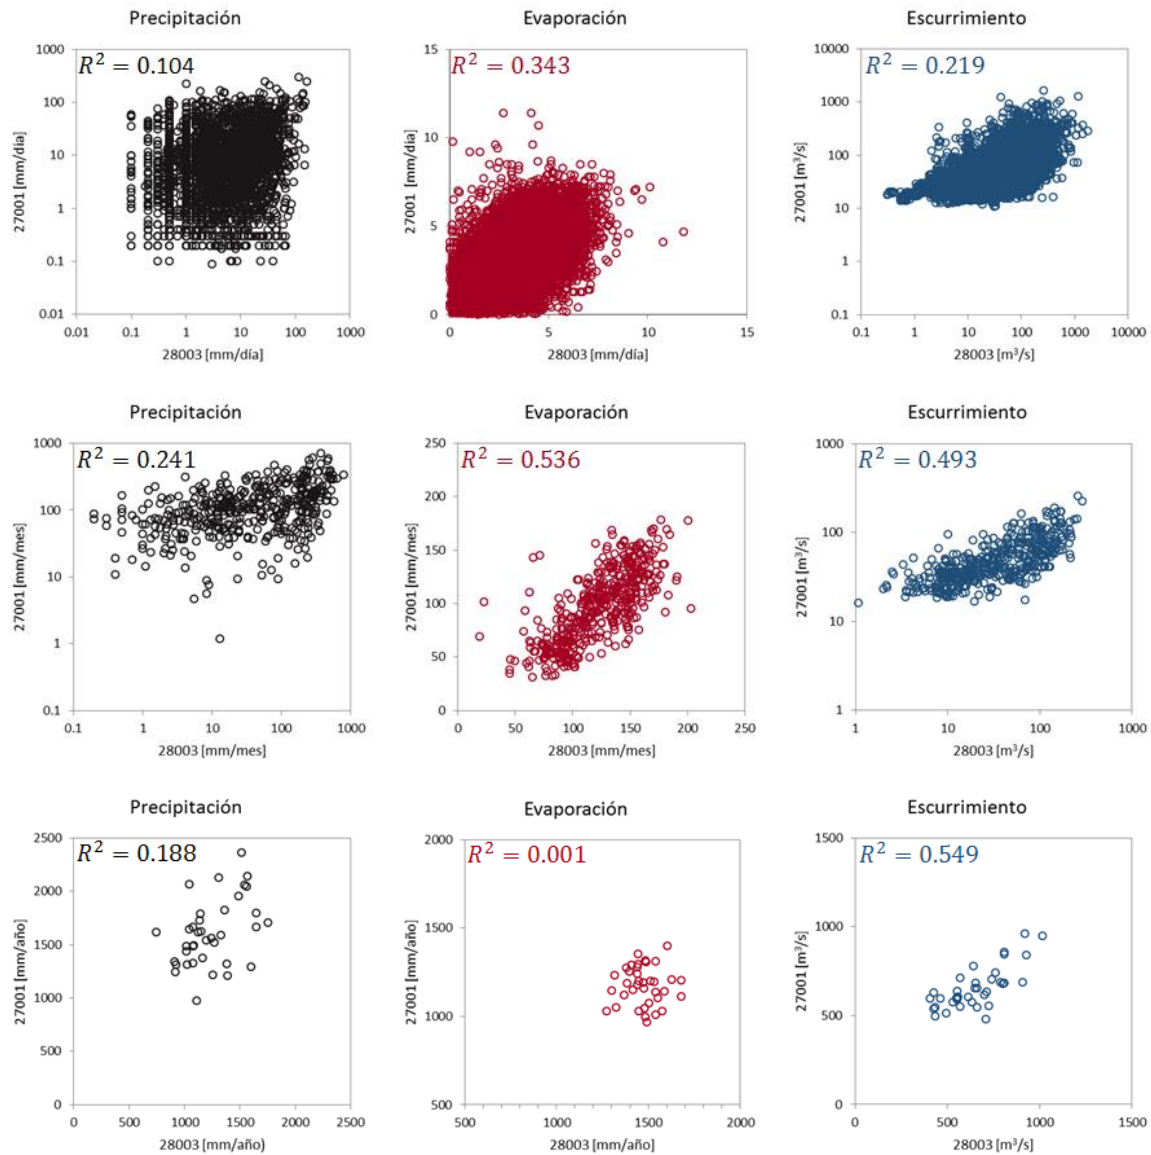 Precipitación
Evaporación
Escurrimiento
R² = 0.104
R² = 0.343
R² = 0.219
1000
100
10
1
0.1
0.01
27001 [mm/día]
0.01 0.1 1 10 100 1000
28003 [mm/día]
15
10
5
0
27001 [mm/día]
0 5 10 15
28003 [mm/día]
10000
1000
100
10
1
0.1
27001 [m³/s]
0.1 1 10 100 1000 10000
28003 [m³/s]
Precipitación
Evaporación
Escurrimiento
R² = 0.241
R² = 0.536
R² = 0.493
1000
100
10
1
0.1
27001 [mm/mes]
0.1 1 10 100 1000
28003 [mm/mes]
250
200
150
100
50
0
27001 [mm/mes]
0 50 100 150 200 250
28003 [mm/mes]
1000
100
10
1
27001 [m³/s]
1 10 100 1000
28003 [m³/s]
Precipitación
Evaporación
Escurrimiento
R² = 0.188
R² = 0.001
R² = 0.549
2500
2000
1500
1000
500
0
27001 [mm/año]
0 500 1000 1500 2000 2500
28003 [mm/año)
2000
1500
1000
500
27001 [mm/año]
500 1000 1500 2000
28003 [mm/año]
1500
1000
500
0
27001 [m³/s]
0 500 1000 1500
28003 [m³/s]